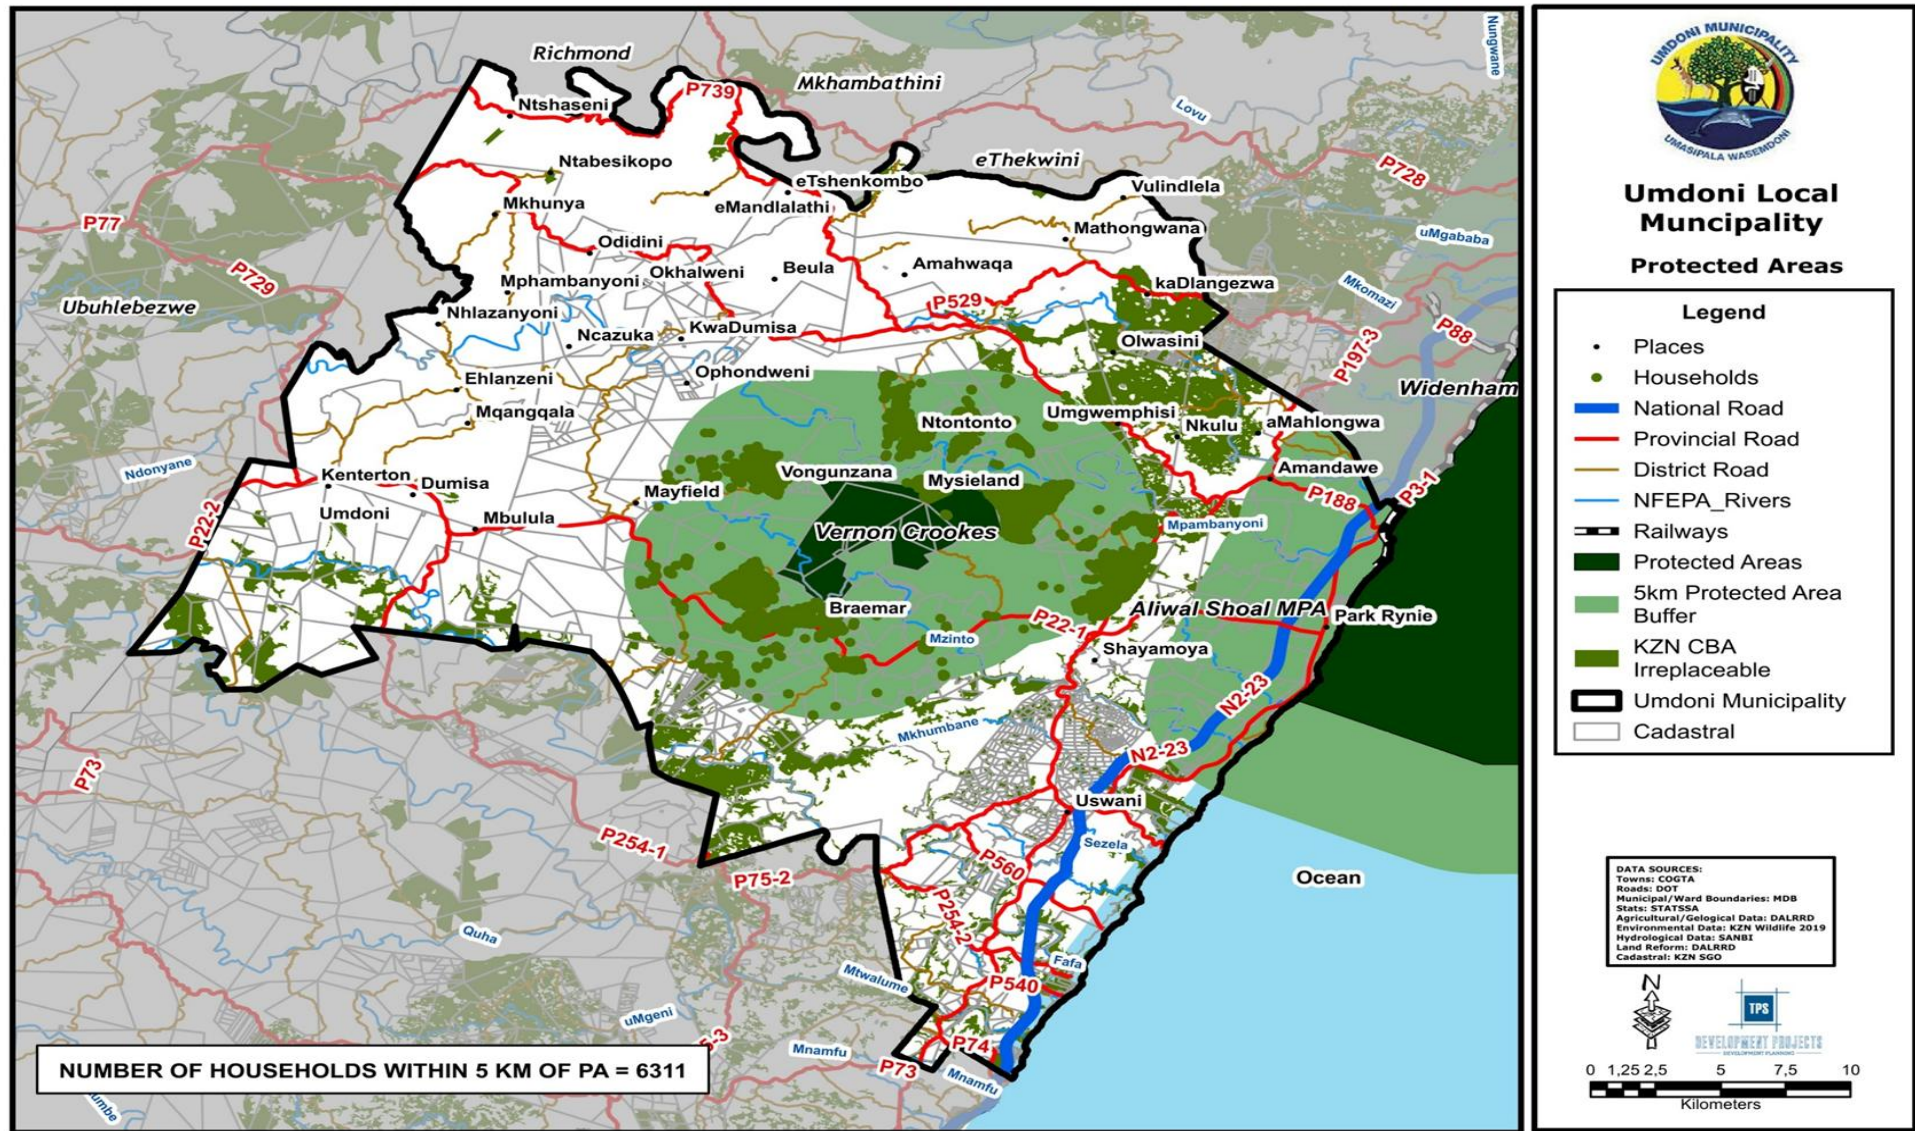 Richmond
Mkhambathini
Nungwane
P739
Ntshaseni
Lovu
eThekwini
P728
Ntabesikopo
eTshenkombo
Vulindlela
Mkhunya
eMandlalathi
P77
Mathongwana
uMgababa
Odidini
P729
Okhalweni
Beula
Amahwaqa
Mphambanyoni
kaDlangezwa
Mkomazi
Ubuhlebezwe
Nhlazanyoni
P529
P88
Ncazuka
KwaDumisa
Olwasini
P197-3
Ophondweni
Ehlanzeni
Widenham
Mqangqala
Ntontonto
Umgwemphisi
Nkulu
aMahlongwa
Ndonyane
Kenterton
Dumisa
Vongunzana
Mysieland
Amandawe
Mayfield
P188
P3-1
P22-2
Umdoni
Mbulula
Vernon Crookes
Mpambanyoni
Braemar
Aliwal Shoal MPA
Park Rynie
Mzinto
P22-1
Shayamoya
N2-23
Mkhumbane
N2-23
P73
Uswani
P254-1
Sezela
P560
P75-2
Ocean
P254-2
Quha
Fafa
Mtwalume
P540
uMgeni
5-3
P74
Mnamfu
P73
Mnamfu
umbe
NUMBER OF HOUSEHOLDS WITHIN 5 KM OF PA = 6311
UMDONI MUNICIPALITY
UMASIPALA WASEMDONI
Umdoni Local
Muncipality
Protected Areas
Legend
Places
Households
National Road
Provincial Road
District Road
NFEPA_Rivers
Railways
Protected Areas
5km Protected Area
Buffer
KZN CBA
Irreplaceable
Umdoni Municipality
Cadastral
DATA SOURCES:
Towns: COGTA
Roads: DOT
Municipal/Ward Boundaries: MDB
Stats: STATSSA
Agricultural/Gelogical Data: DALRRD
Environmental Data: KZN Wildlife 2019
Hydrological Data: SANBI
Land Reform: DALRRD
Cadastral: KZN SGO
N
TPS
DEVELOPMENT PROJECTS
DEVELOPMENT PLANNING
0 1,25 2,5 5 7,5 10
Kilometers